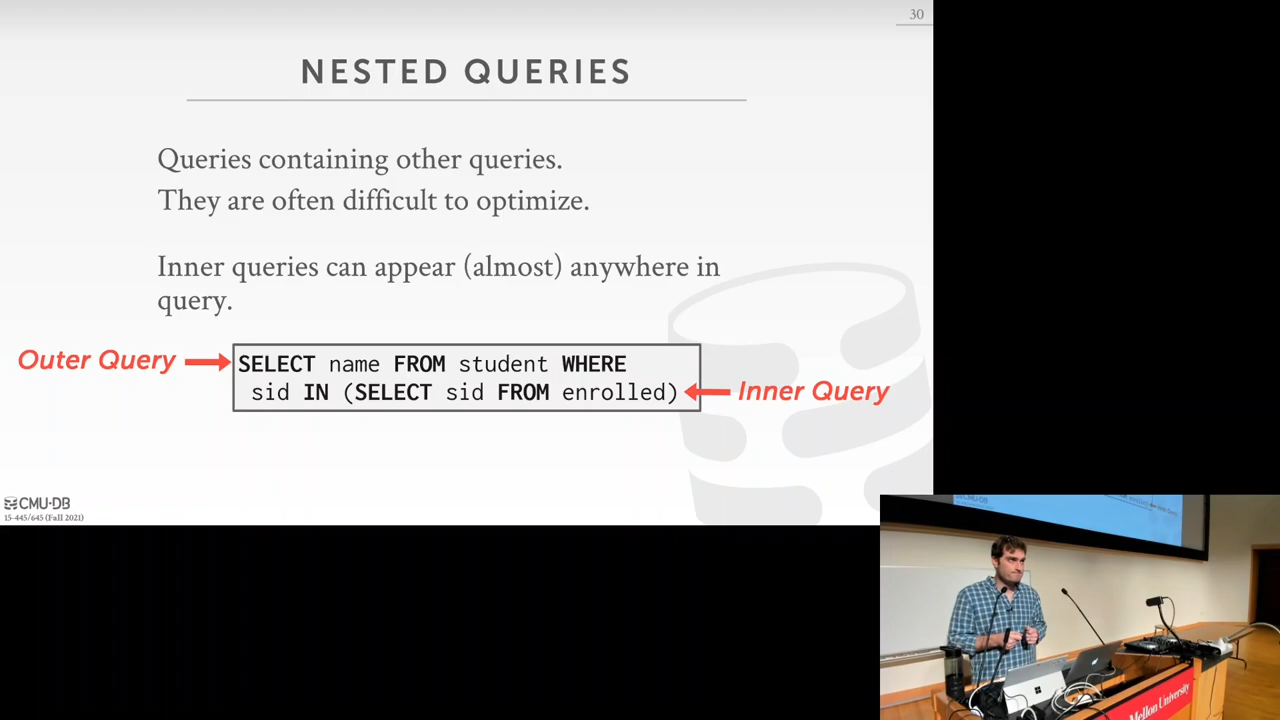 30
NESTED QUERIES
Queries containing other queries.
They are often difficult to optimize.
Inner queries can appear (almost) anywhere in
query.
Outer Query
SELECT name FROM student WHERE
sid IN (SELECT sid FROM enrolled)
Inner Query
CMU·DB
15-445/645 (Fall 2021)
Mellon University